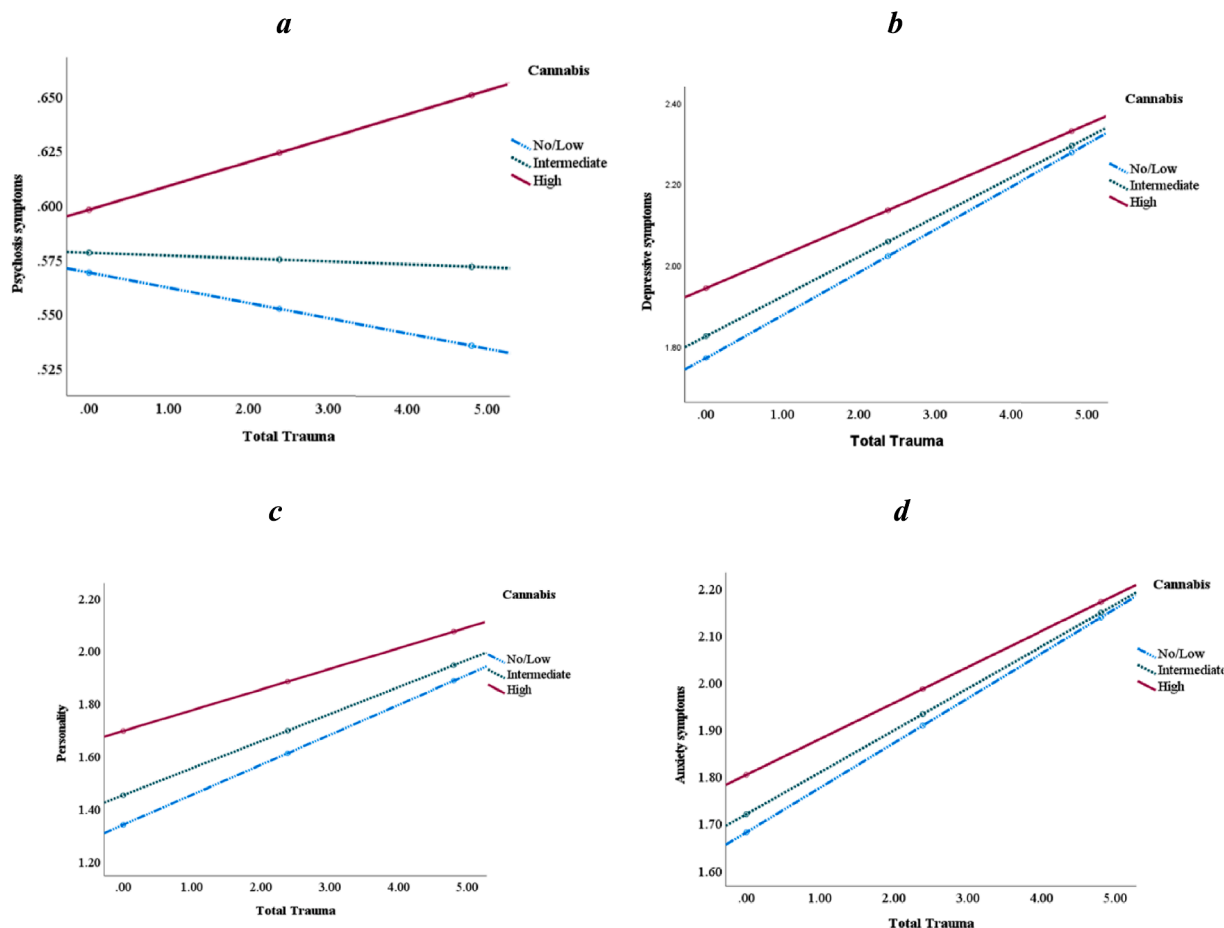 a
Cannabis
No/Low
Intermediate
High
Psychosis symptoms
.650
.625
.600
.575
.550
.525
.00 1.00 2.00 3.00 4.00 5.00
Total Trauma
b
Cannabis
No/Low
Intermediate
High
Depressive symptoms
2.40
2.20
2.00
1.80
.00 1.00 2.00 3.00 4.00 5.00
Total Trauma
c
Cannabis
No/Low
Intermediate
High
Personality
2.20
2.00
1.80
1.60
1.40
1.20
.00 1.00 2.00 3.00 4.00 5.00
Total Trauma
d
Cannabis
No/Low
Intermediate
High
Anxiety symptoms
2.20
2.10
2.00
1.90
1.80
1.70
1.60
.00 1.00 2.00 3.00 4.00 5.00
Total Trauma